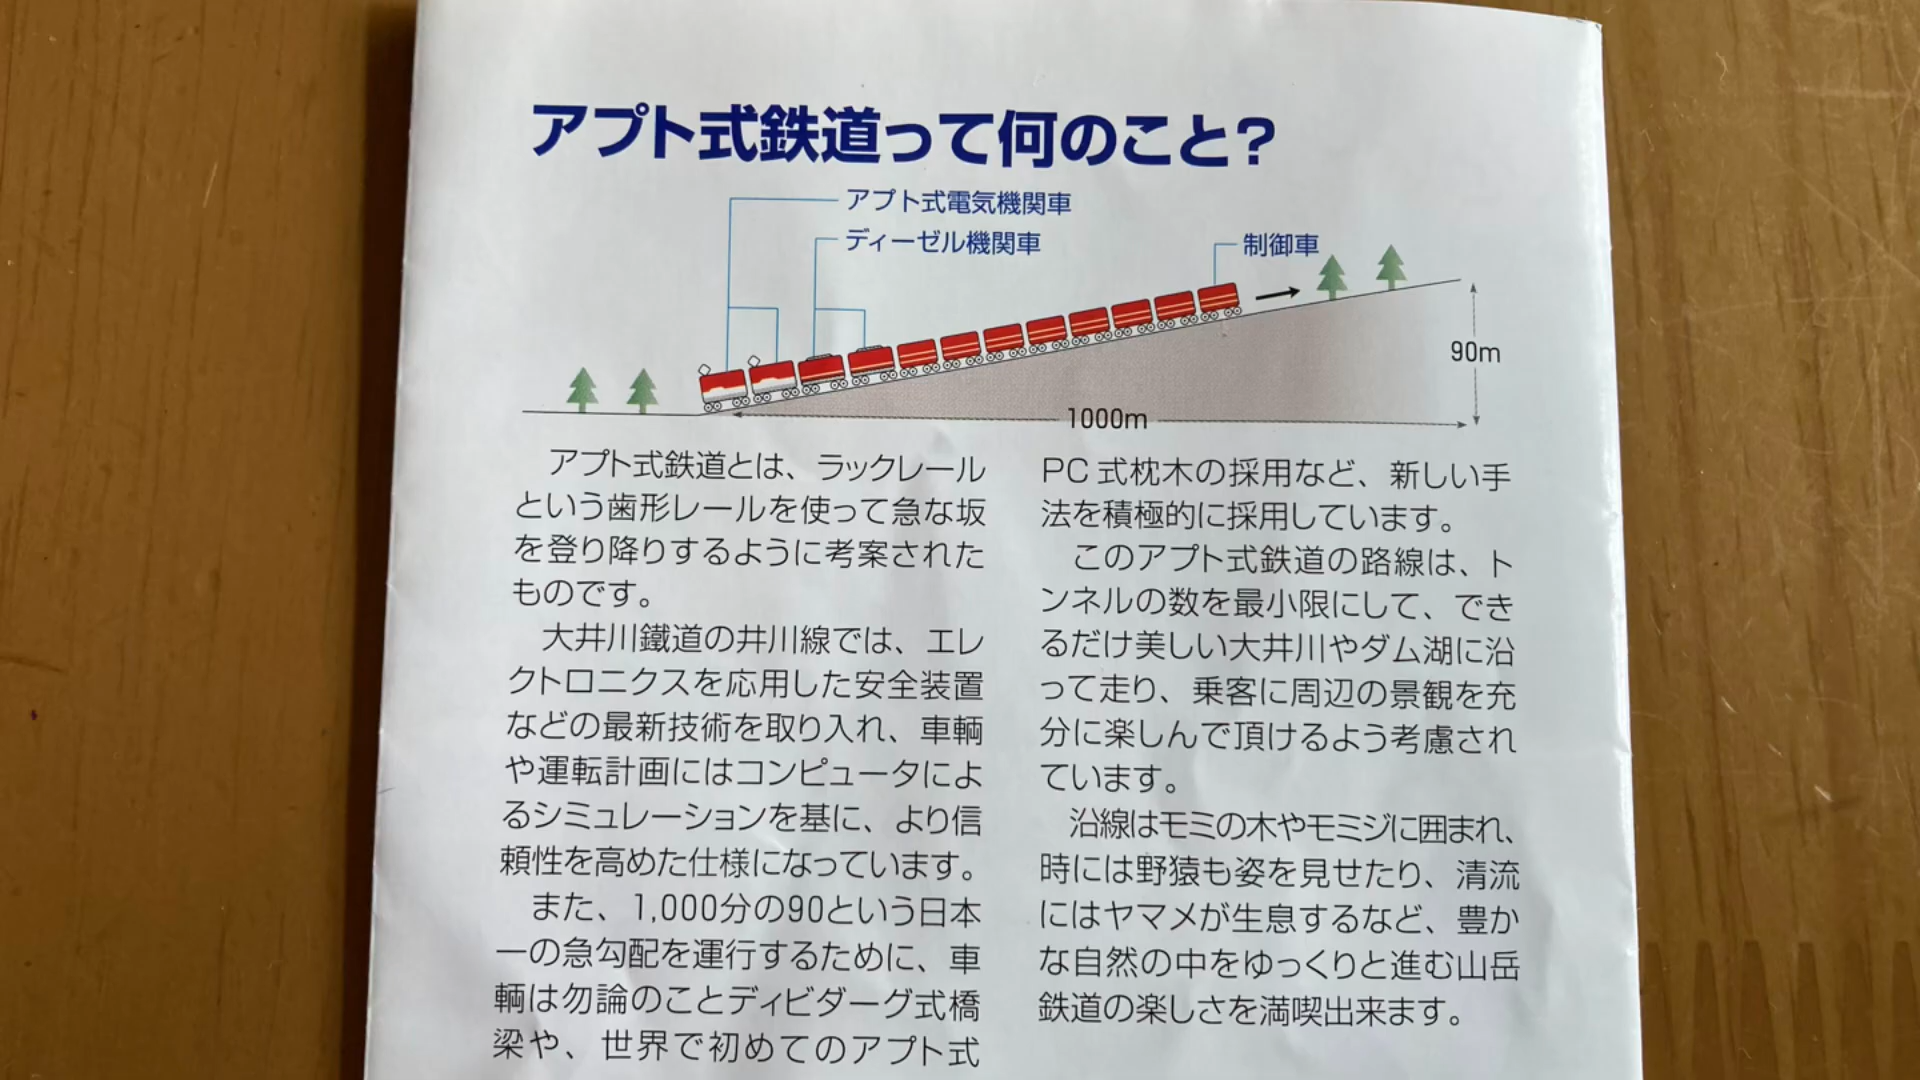 アプト式鉄道って何のこと?
アプト式電気機関車
ディーゼル機関車
制御車
90m
1000m
アプト式鉄道とは、ラックレール
という歯形レールを使って急な坂
を登り降りするように考案された
ものです。
大井川鐵道の井川線では、エレ
クトロニクスを応用した安全装置
などの最新技術を取り入れ、車輌
や運転計画にはコンピュータによ
るシミュレーションを基に、より信
頼性を高めた仕様になっています。
また、1,000分の90という日本
一の急勾配を運行するために、車
輌は勿論のことディビダーグ式橋
梁や、世界で初めてのアプト式
PC式枕木の採用など、新しい手
法を積極的に採用しています。
このアプト式鉄道の路線は、ト
ンネルの数を最小限にして、でき
るだけ美しい大井川やダム湖に沿
って走り、乗客に周辺の景観を充
分に楽しんで頂けるよう考慮され
ています。
沿線はモミの木やモミジに囲まれ、
時には野猿も姿を見せたり、清流
にはヤマメが生息するなど、豊か
な自然の中をゆっくりと進む山岳
鉄道の楽しさを満喫出来ます。